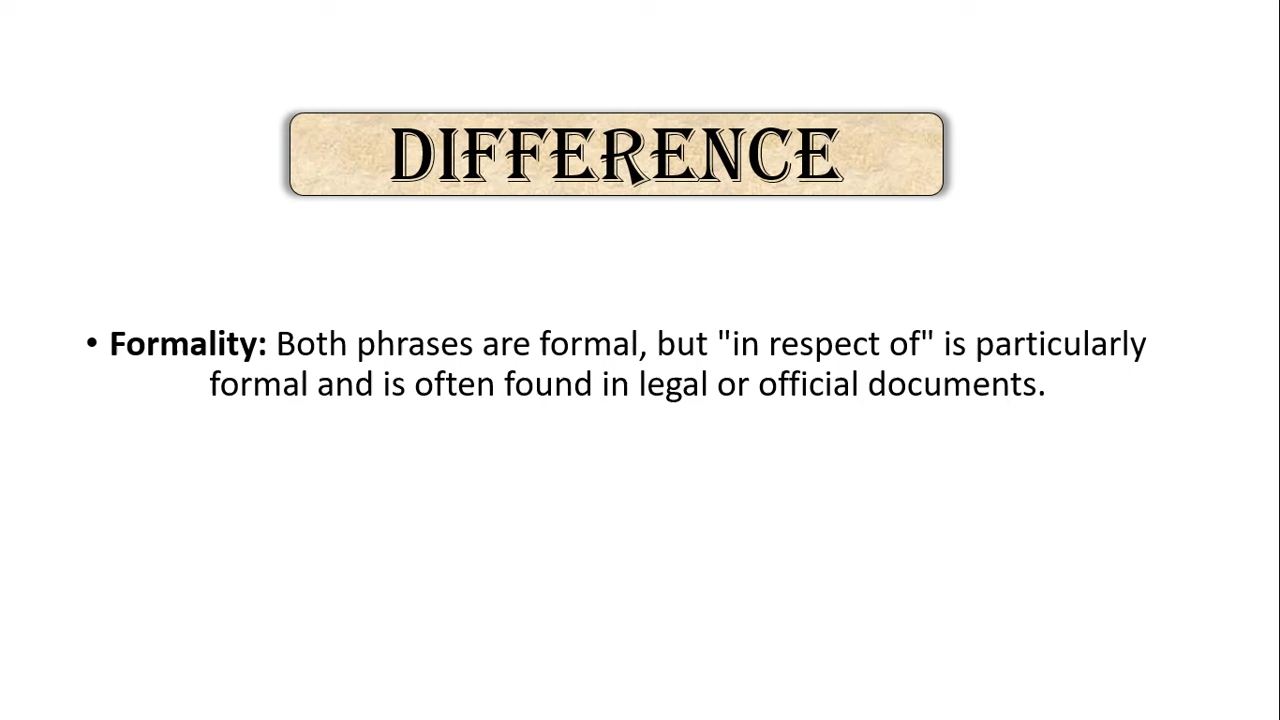 DIFFERENCE
• Formality: Both phrases are formal, but "in respect of" is particularly
formal and is often found in legal or official documents.